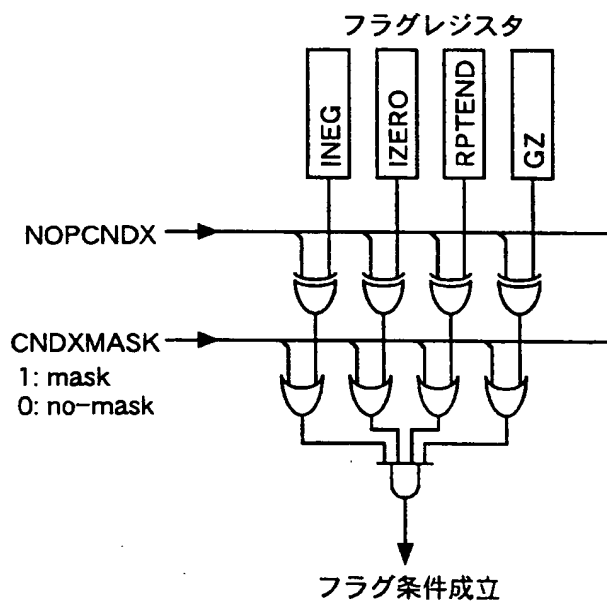 フラグレジスタ
INEG
IZERO
RPTEND
GZ
NOPCNDX
CNDXMASK
1: mask
0: no-mask
フラグ条件成立